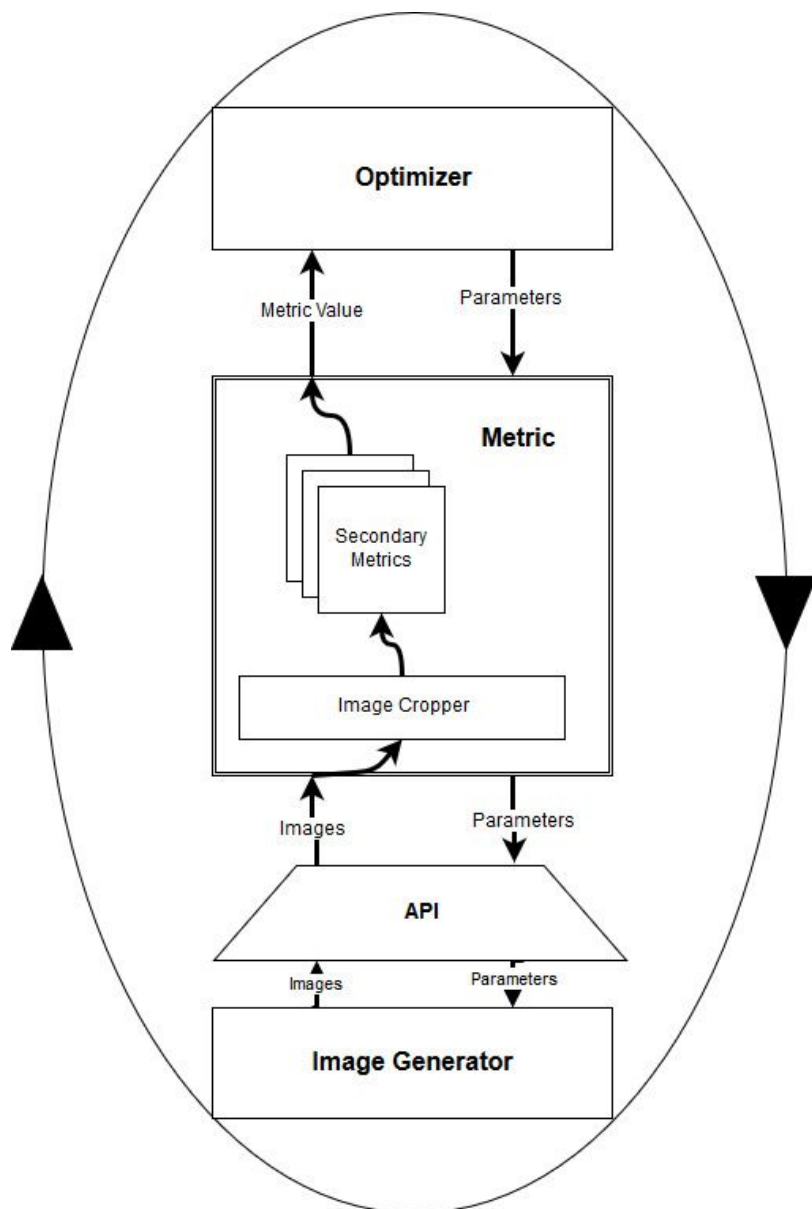 Optimizer
Metric Value
Parameters
Metric
Secondary
Metrics
Image Cropper
Images
Parameters
API
Images
Parameters
Image Generator